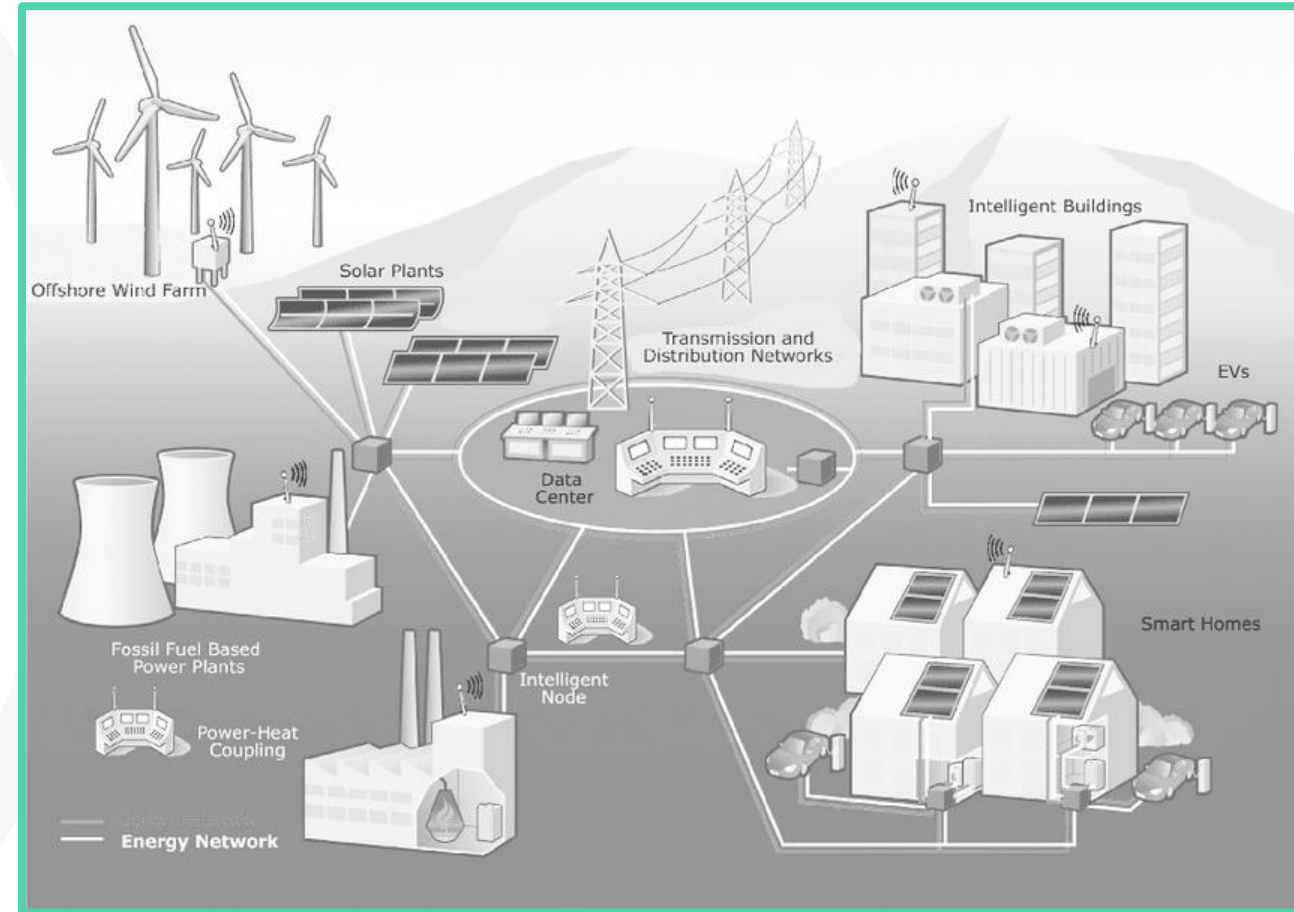 Intelligent Buildings
Offshore Wind Farm
Solar Plants
Transmission and
Distribution Networks
EVs
Data
Center
Smart Homes
Fossil Fuel Based
Power Plants
Intelligent
Node
Power-Heat
Coupling
Energy Network